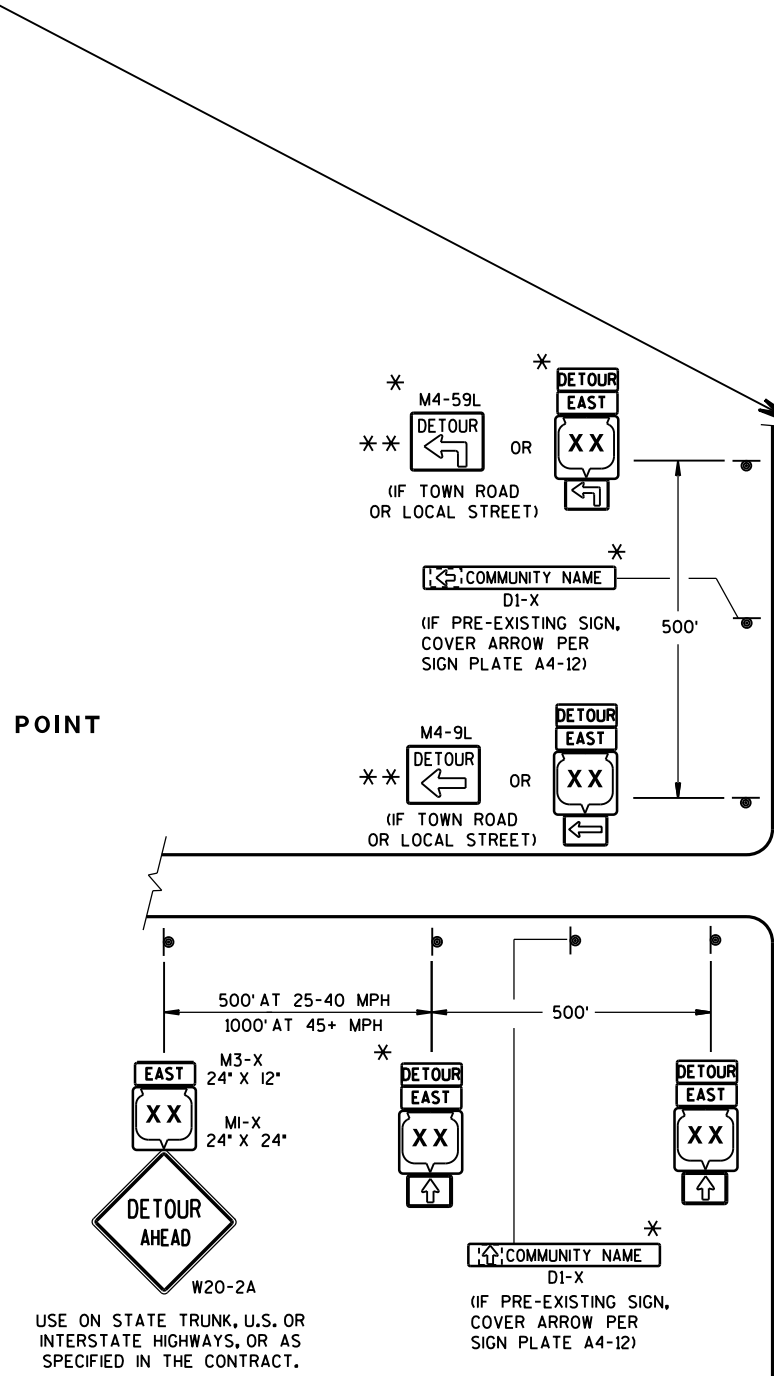 M4-59L
DETOUR
** OR
(IF TOWN ROAD
OR LOCAL STREET)
*
*
DETOUR
EAST
XX
*
COMMUNITY NAME
D1-X
(IF PRE-EXISTING SIGN,
COVER ARROW PER
SIGN PLATE A4-12)
500'
POINT
M4-9L
DETOUR
** OR
(IF TOWN ROAD
OR LOCAL STREET)
DETOUR
EAST
XX
500' AT 25-40 MPH
1000' AT 45+ MPH
500'
EAST
M3-X
24" X 12"
XX
M1-X
24" X 24"
DETOUR
AHEAD
W20-2A
USE ON STATE TRUNK, U.S. OR
INTERSTATE HIGHWAYS, OR AS
SPECIFIED IN THE CONTRACT.
*
DETOUR
EAST
XX
DETOUR
EAST
XX
*
COMMUNITY NAME
D1-X
(IF PRE-EXISTING SIGN,
COVER ARROW PER
SIGN PLATE A4-12)